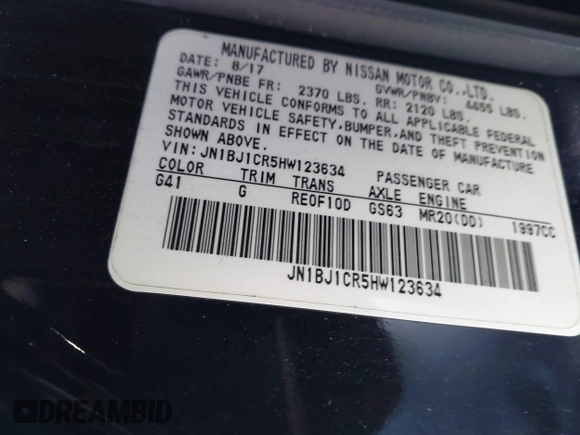 MANUFACTURED BY NISSAN MOTOR CO.,LTD.
DATE: 8/17 GVWR/PNBV: 4455 LBS.
GAWR/PNBE FR: 2370 LBS. RR: 2120 LBS.
THIS VEHICLE CONFORMS TO ALL APPLICABLE FEDERAL
MOTOR VEHICLE SAFETY,BUMPER,AND THEFT PREVENTION
STANDARDS IN EFFECT ON THE DATE OF MANUFACTURE
SHOWN ABOVE.
VIN: JN1BJ1CR5HW123634 PASSENGER CAR
COLOR TRIM TRANS AXLE ENGINE
G41 G RE0F10D GS63 MR20(DD) 1997CC
JN1BJ1CR5HW123634
DREAMBID